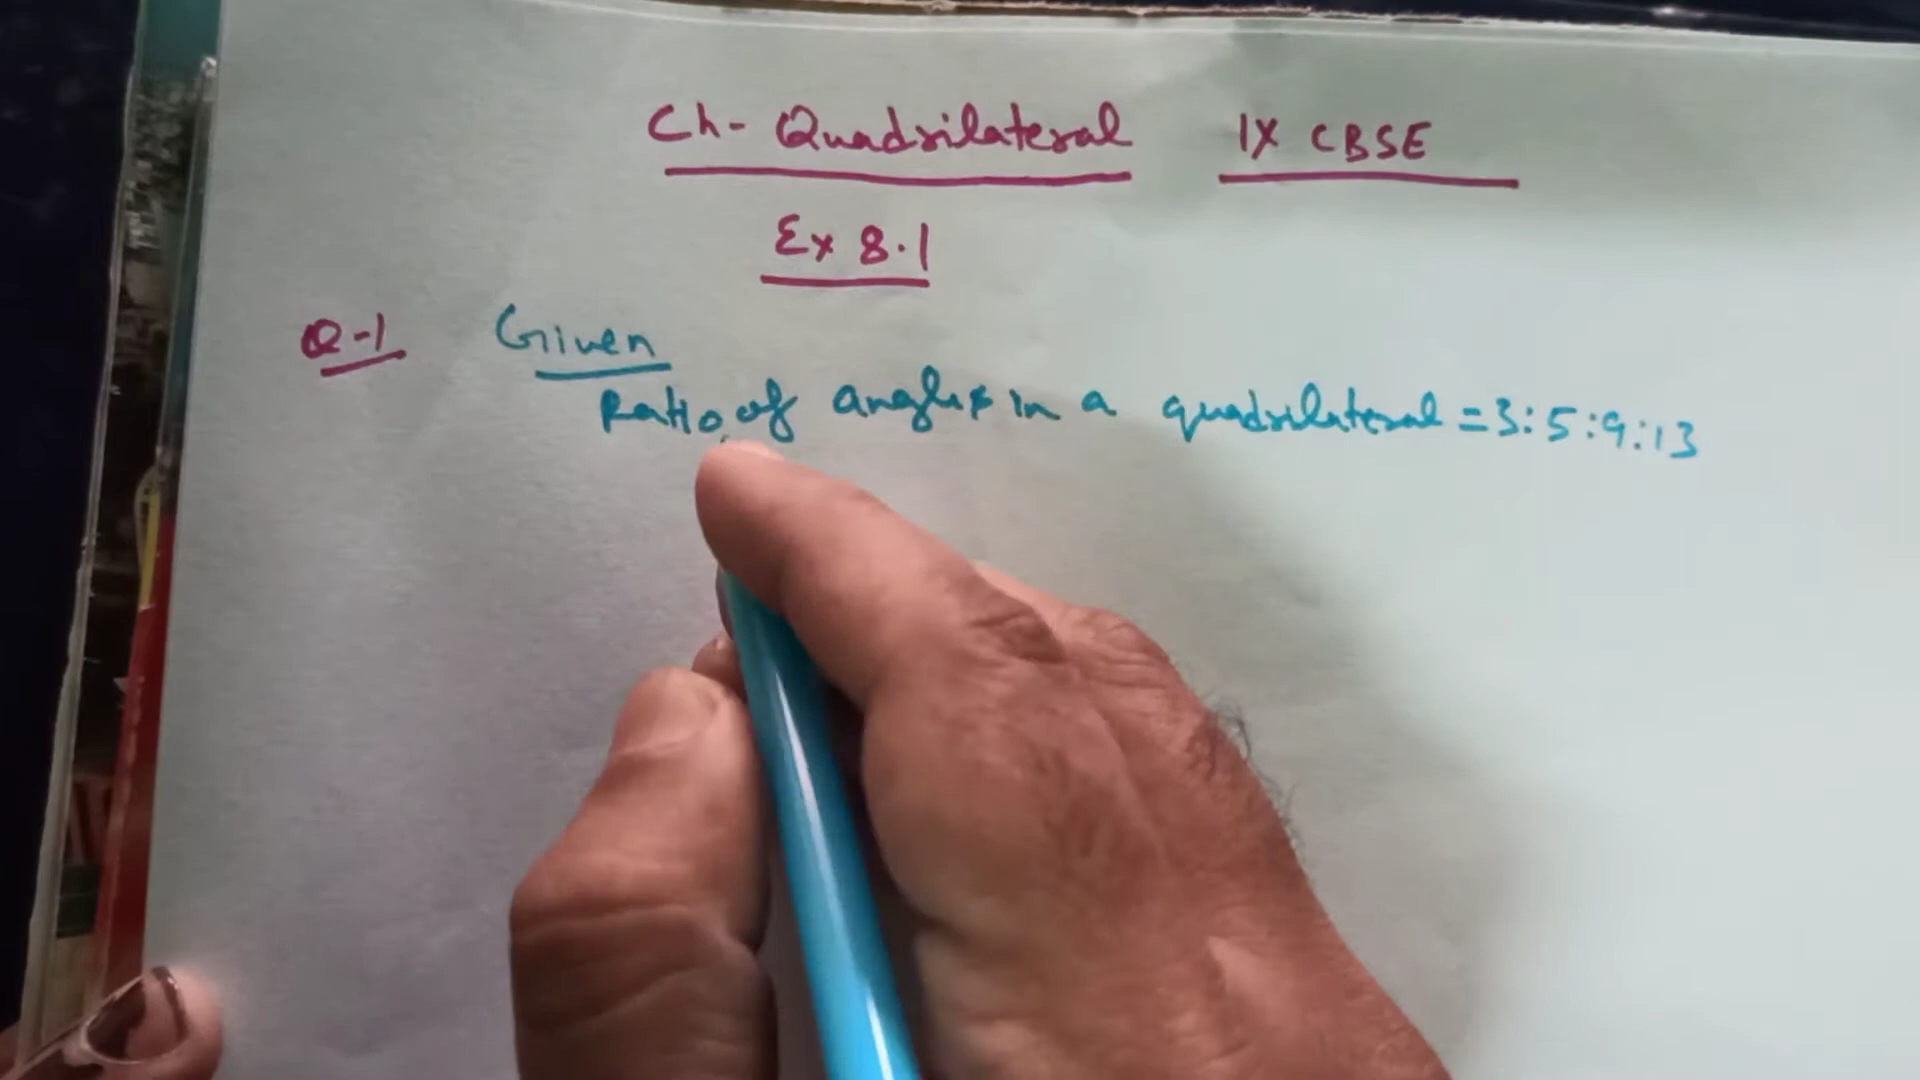 Ch- Quadrilateral IX CBSE
Ex 8.1
Q-1 Given
Ratio of angles in a quadrilateral = 3:5:9:13